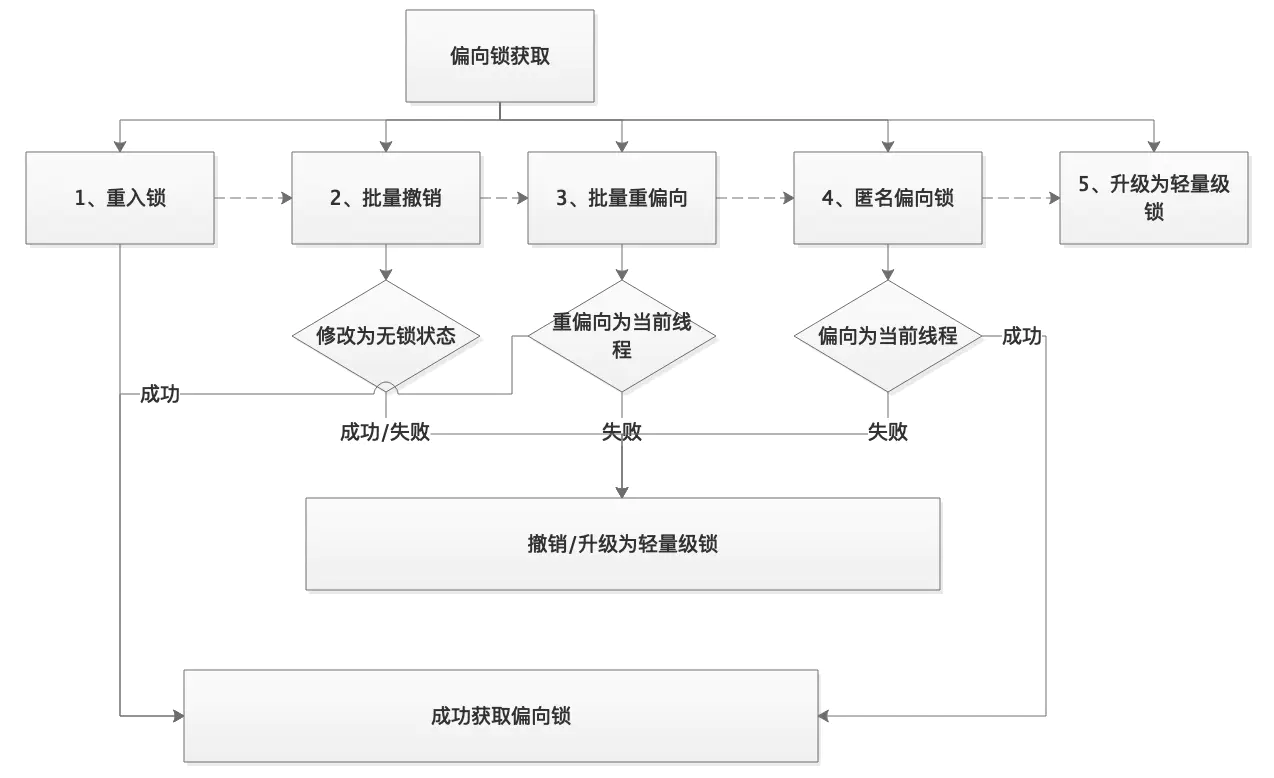 偏向锁获取
1、重入锁
2、批量撤销
3、批量重偏向
4、匿名偏向锁
5、升级为轻量级
锁
修改为无锁状态
重偏向为当前线
程
偏向为当前线程
成功
成功
成功/失败
失败
失败
撤销/升级为轻量级锁
成功获取偏向锁